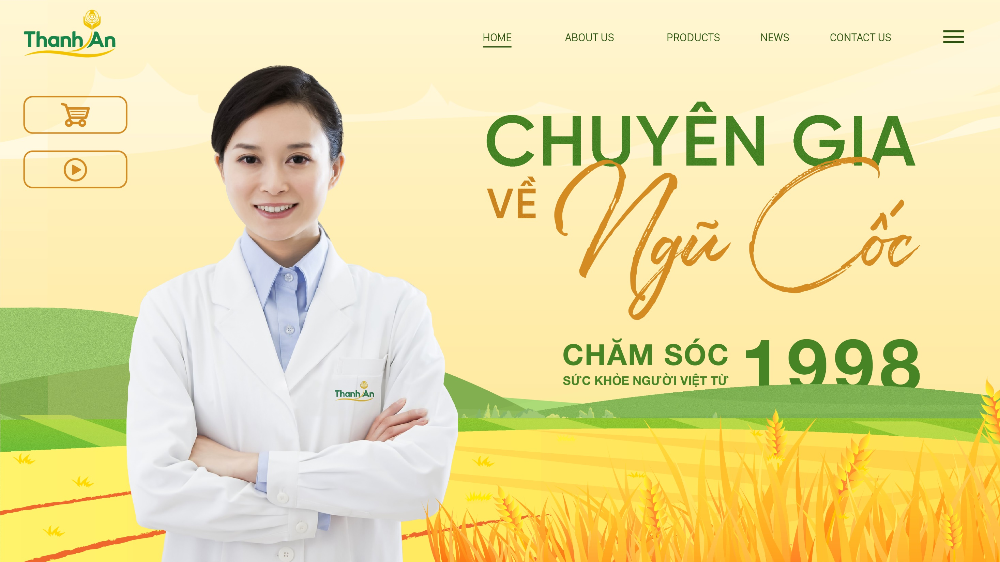 Thanh An
HOME ABOUT US PRODUCTS NEWS CONTACT US
CHUYÊN GIA
VỀ Ngũ Cốc
CHĂM SÓC 1998
SỨC KHỎE NGƯỜI VIỆT TỪ
Thanh An